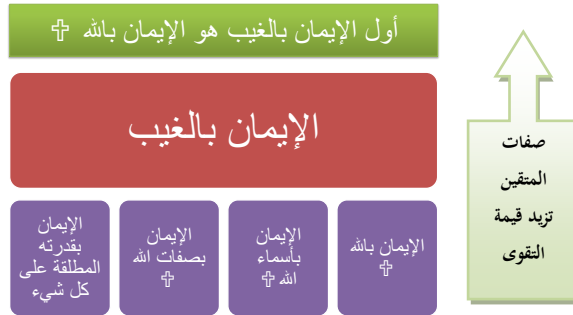 أول الإيمان بالغيب هو الإيمان بالله ✞
الإيمان بالغيب
الإيمان بالله
✞
الإيمان
بأسماء
الله ✞
الإيمان
بصفات الله
✞
الإيمان
بقدرته
المطلقة على
كل شيء
صفات
المتقين
تزيد قيمة
التقوى